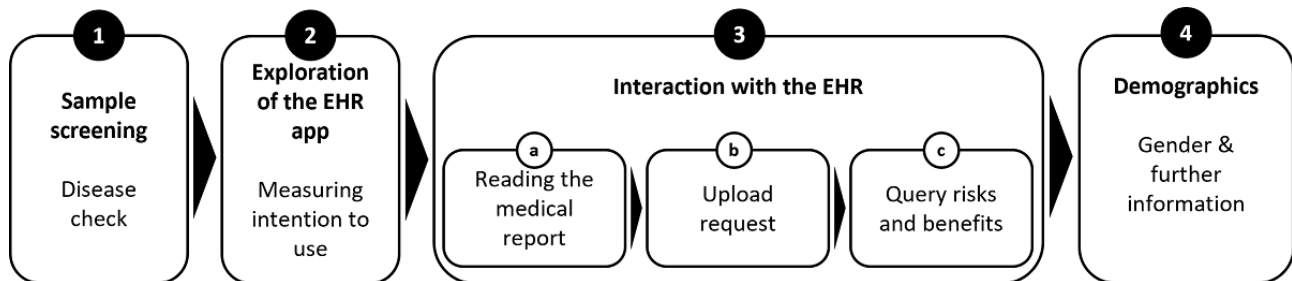 1
Sample
screening
Disease
check
2
Exploration
of the EHR
app
Measuring
intention to
use
3
Interaction with the EHR
a
Reading the
medical
report
b
Upload
request
c
Query risks
and benefits
4
Demographics
Gender &
further
information